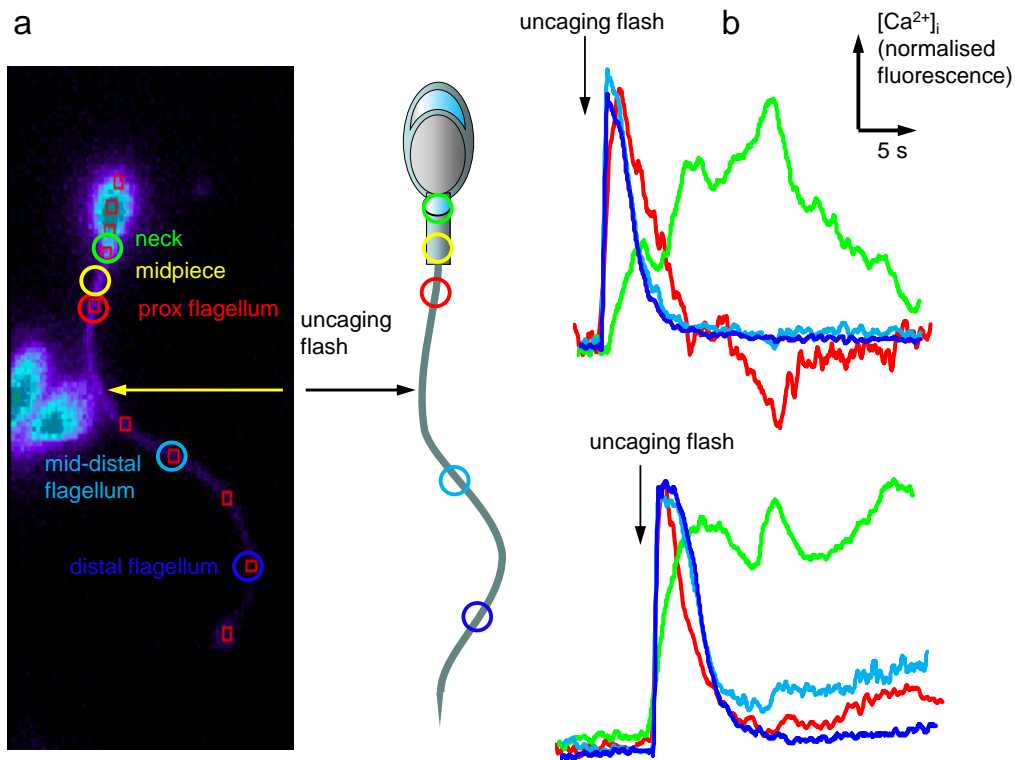 a
neck
midpiece
prox flagellum
uncaging
flash
mid-distal
flagellum
distal flagellum
b
uncaging flash
[Ca²⁺]ᵢ
(normalised
fluorescence)
5 s
uncaging flash